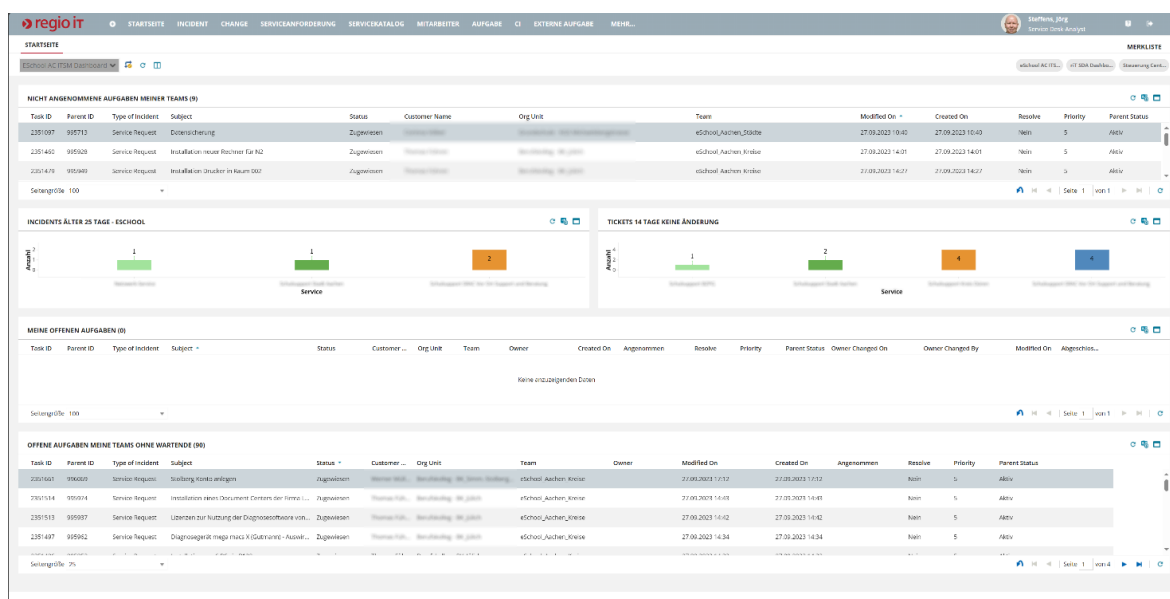 regio iT STARTSEITE INCIDENT CHANGE SERVICEANFORDERUNG SERVICEKATALOG MITARBEITER AUFGABE CI EXTERNE AUFGABE MEHR... Steffens, Jörg
Service Desk Analyst
STARTSEITE MERKLISTE
ESchool AC ITSM Dashboard eSchool AC ITS... rIT SDA Dashbo... Steuerung Cent...
NICHT ANGENOMMENE AUFGABEN MEINER TEAMS (9)
Task ID Parent ID Type of Incident Subject Status Customer Name Org Unit Team Modified On Created On Resolve Priority Parent Status
2351097 995713 Service Request Datensicherung Zugewiesen eSchool_Aachen_Städte 27.09.2023 10:40 27.09.2023 10:40 Nein 5 Aktiv
2351460 995928 Service Request Installation neuer Rechner für N2 Zugewiesen eSchool_Aachen_Kreise 27.09.2023 14:01 27.09.2023 14:01 Nein 5 Aktiv
2351479 995949 Service Request Installation Drucker in Raum 002 Zugewiesen eSchool_Aachen_Kreise 27.09.2023 14:27 27.09.2023 14:27 Nein 5 Aktiv
Seitengröße 100 Seite 1 von 1
INCIDENTS ÄLTER 25 TAGE - ESCHOOL
Anzahl
2
1
0
1 1 2
Service
TICKETS 14 TAGE KEINE ÄNDERUNG
Anzahl
4
2
0
1 2 4 4
Service
MEINE OFFENEN AUFGABEN (0)
Task ID Parent ID Type of Incident Subject Status Customer ... Org Unit Team Owner Created On Angenommen Resolve Priority Parent Status Owner Changed On Owner Changed By Modified On Abgeschlos...
Keine anzuzeigenden Daten
Seitengröße 100 Seite 1 von 1
OFFENE AUFGABEN MEINE TEAMS OHNE WARTENDE (90)
Task ID Parent ID Type of Incident Subject Status Customer ... Org Unit Team Owner Modified On Created On Angenommen Resolve Priority Parent Status
2351661 996069 Service Request Stolberg Konto anlegen Zugewiesen eSchool_Aachen_Kreise 27.09.2023 17:12 27.09.2023 17:12 Nein 5 Aktiv
2351514 995974 Service Request Installation eines Document Centers der Firma L... Zugewiesen eSchool_Aachen_Kreise 27.09.2023 14:43 27.09.2023 14:43 Nein 5 Aktiv
2351513 995937 Service Request Lizenzen zur Nutzung der Diagnosesoftware von... Zugewiesen eSchool_Aachen_Kreise 27.09.2023 14:42 27.09.2023 14:42 Nein 5 Aktiv
2351497 995962 Service Request Diagnosegerät mega macs X (Gutmann) - Auswir... Zugewiesen eSchool_Aachen_Kreise 27.09.2023 14:34 27.09.2023 14:34 Nein 5 Aktiv
Seitengröße 75 Seite 1 von 4